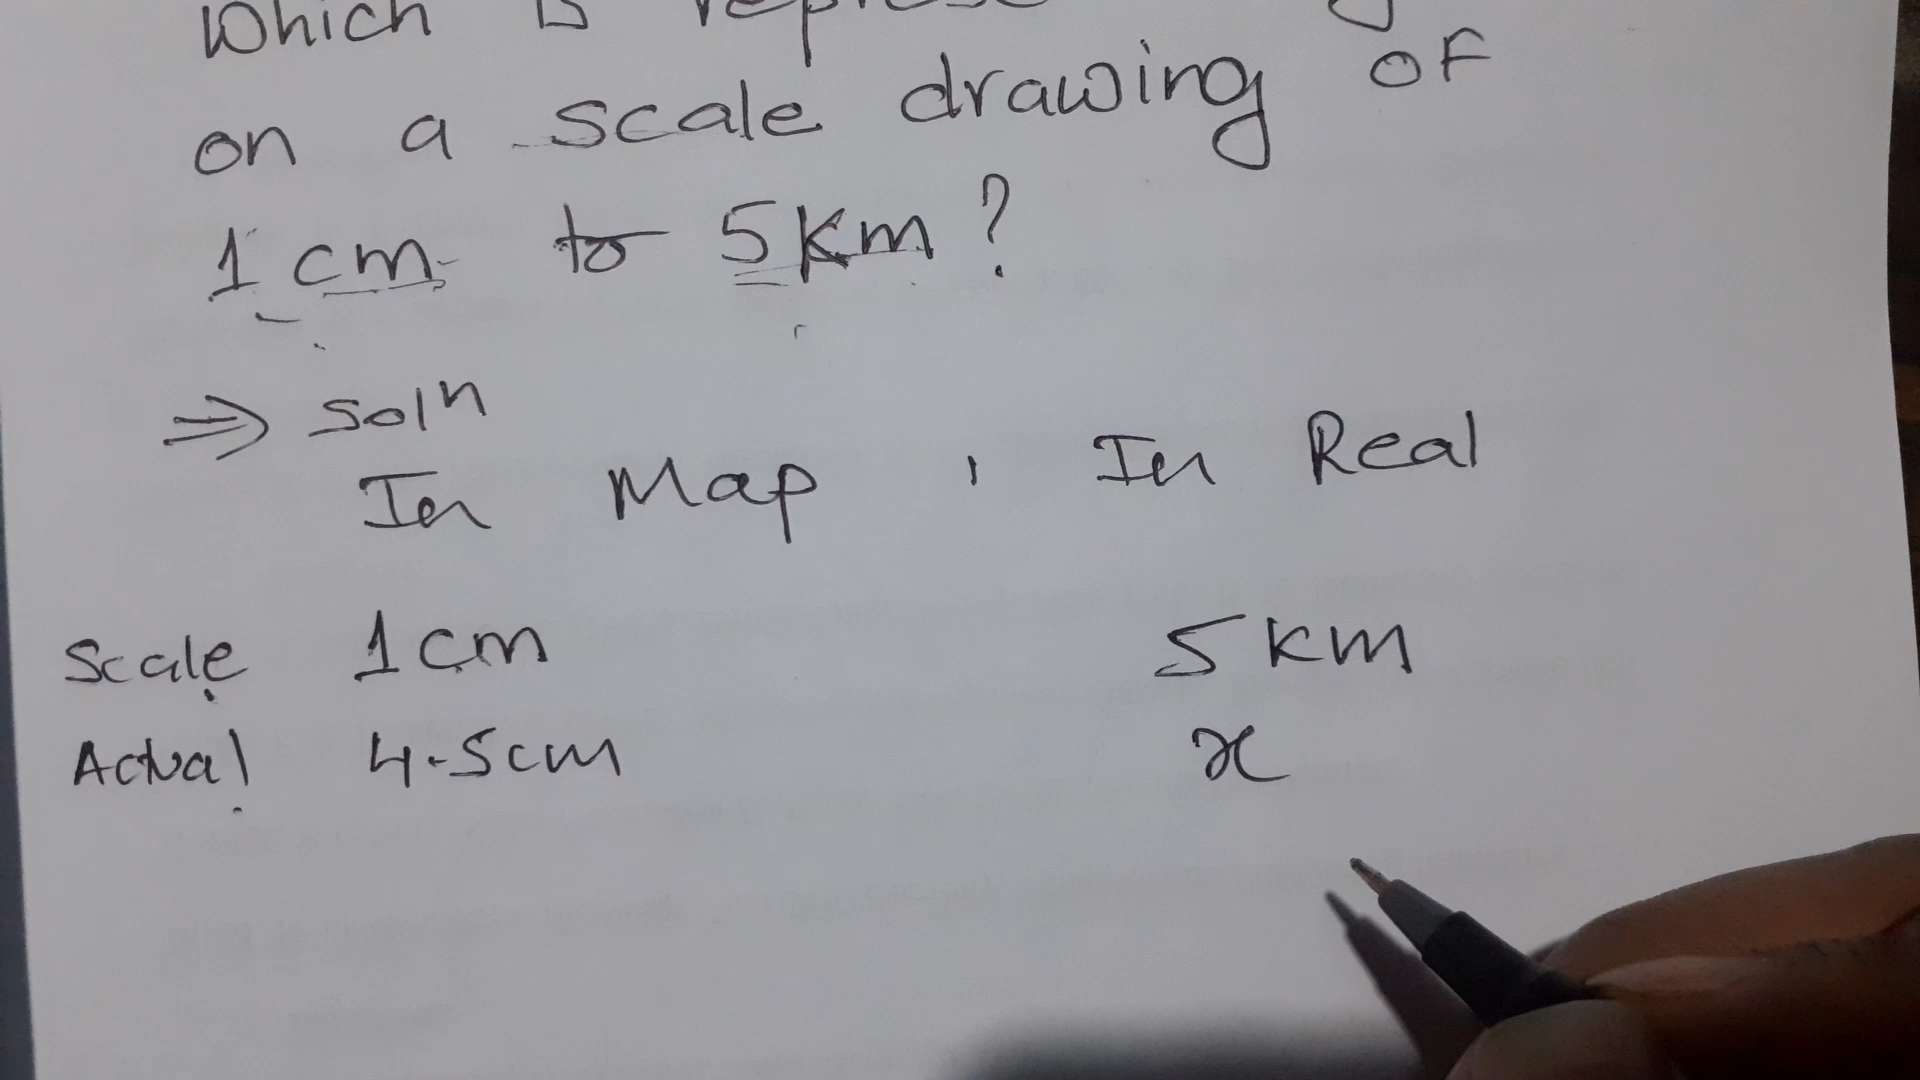 Which is
on a scale drawing of
1 cm to 5 km ?
⇒ soln
In Map , In Real
Scale 1 cm 5 km
Actual 4.5 cm x